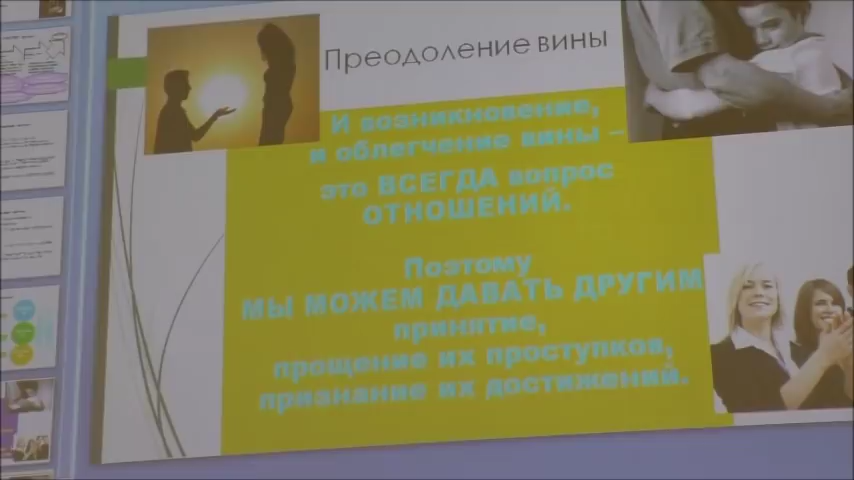 Преодоление вины
И возникновение,
и облегчение вины –
это ВСЕГДА вопрос
ОТНОШЕНИЙ.
Поэтому
МЫ МОЖЕМ ДАВАТЬ ДРУГИМ
принятие,
прощение их проступков,
признание их достижений.